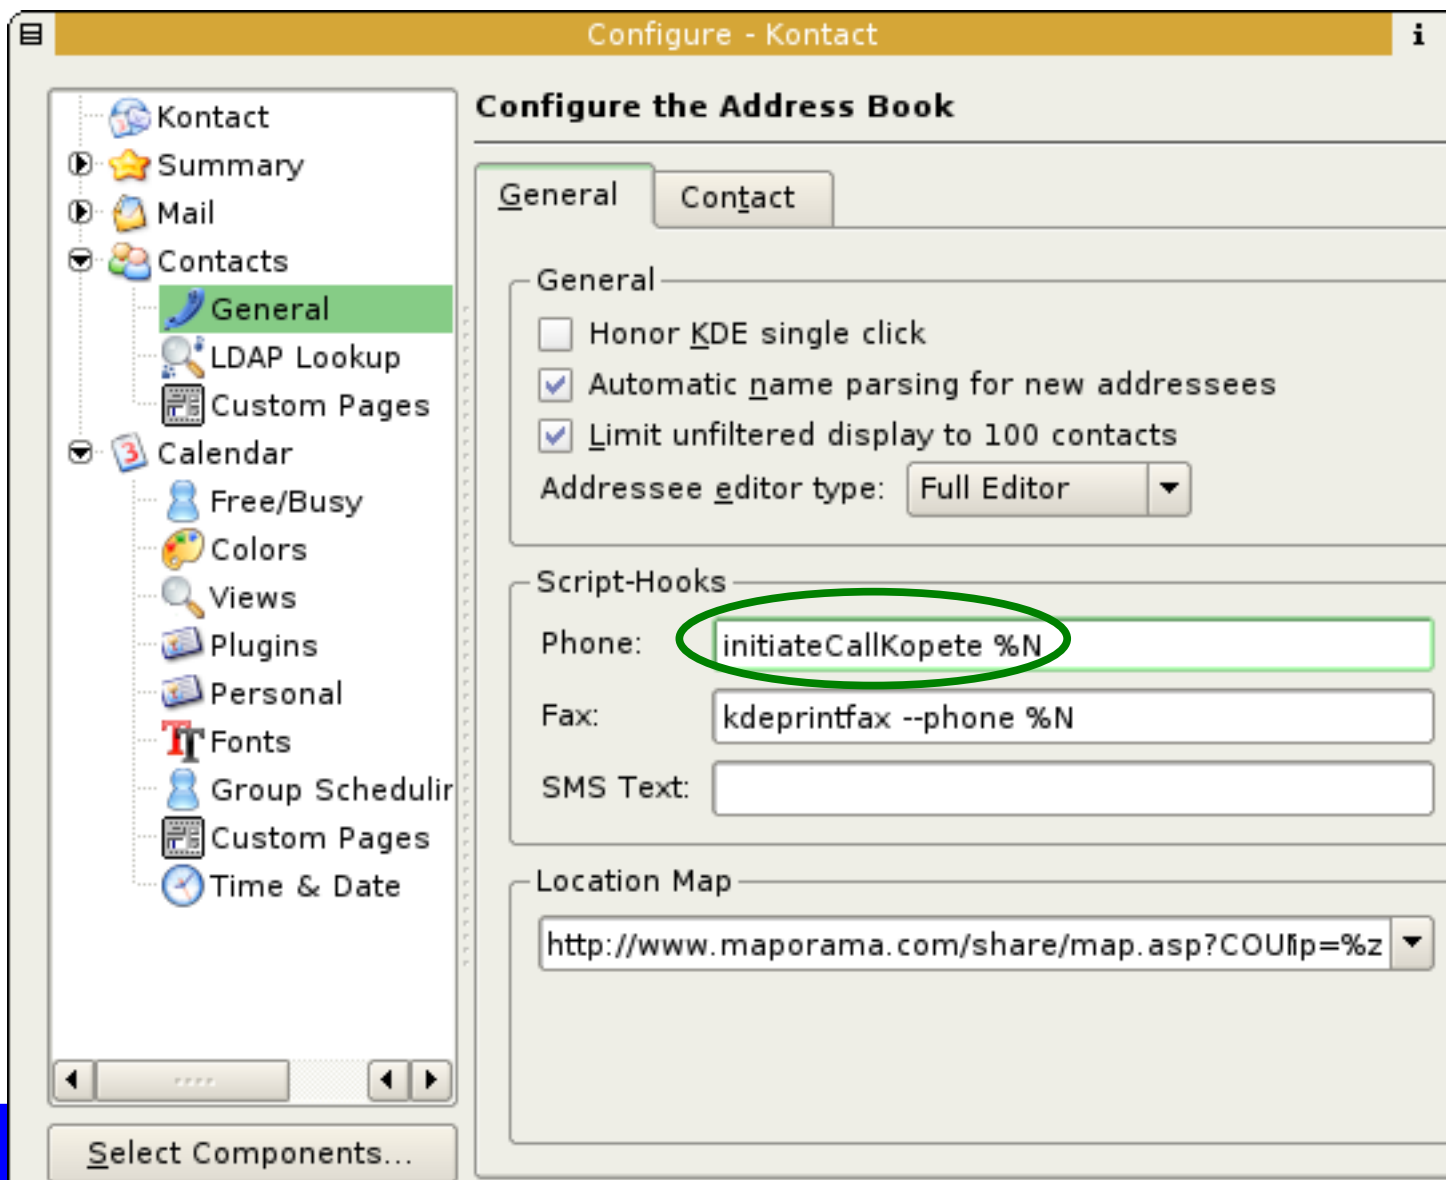 Configure - Kontact
Kontact
Summary
Mail
Contacts
General
LDAP Lookup
Custom Pages
Calendar
Free/Busy
Colors
Views
Plugins
Personal
Fonts
Group Schedulin
Custom Pages
Time & Date
Select Components...
Configure the Address Book
General Contact
General
Honor KDE single click
Automatic name parsing for new addressees
Limit unfiltered display to 100 contacts
Addressee editor type: Full Editor
Script-Hooks
Phone: initiateCallKopete %N
Fax: kdeprintfax --phone %N
SMS Text:
Location Map
http://www.maporama.com/share/map.asp?COUlip=%z